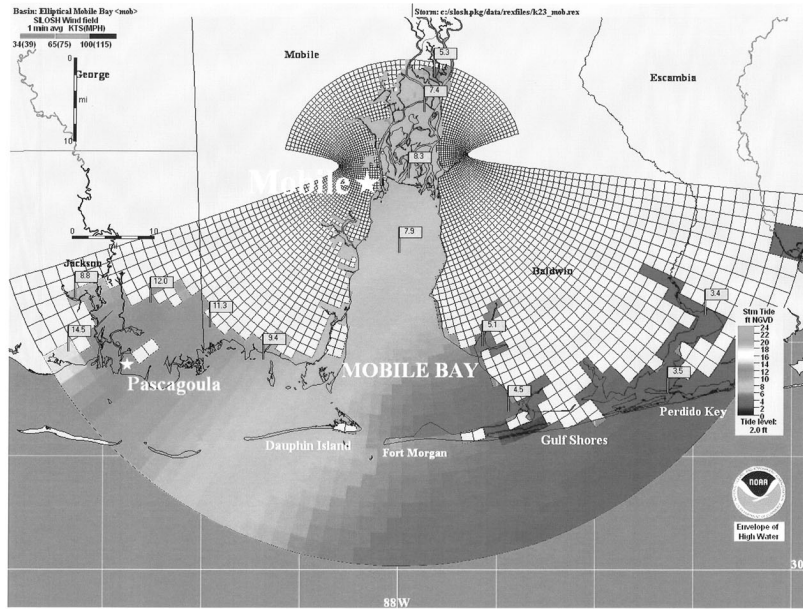 Basin: Elliptical Mobile Bay <mob>
SLOSH Wind field
1 min avg KTS(MPH)
34(39) 65(75) 100(115)
Storm: c:/slosh.pkg/data/rexfiles/k23_mob.rex
George
0
mi
10
Mobile
Escambia
5.3
7.4
8.3
Mobile
7.9
0 10
Jackson
8.8
12.0
11.3
14.5
9.4
Baldwin
3.4
5.1
4.5
3.5
Pascagoula
MOBILE BAY
Dauphin Island
Fort Morgan
Gulf Shores
Perdido Key
Stm Tide
ft NGVD
24
22
20
18
16
14
12
10
8
6
4
2
0
Tide level:
2.0 ft
NOAA
Envelope of
High Water
30
88W